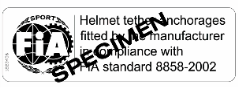 SPORT
FIA
Helmet tether anchorages
fitted by the manufacturer
in compliance with
FIA standard 8858-2002
SPECIMEN